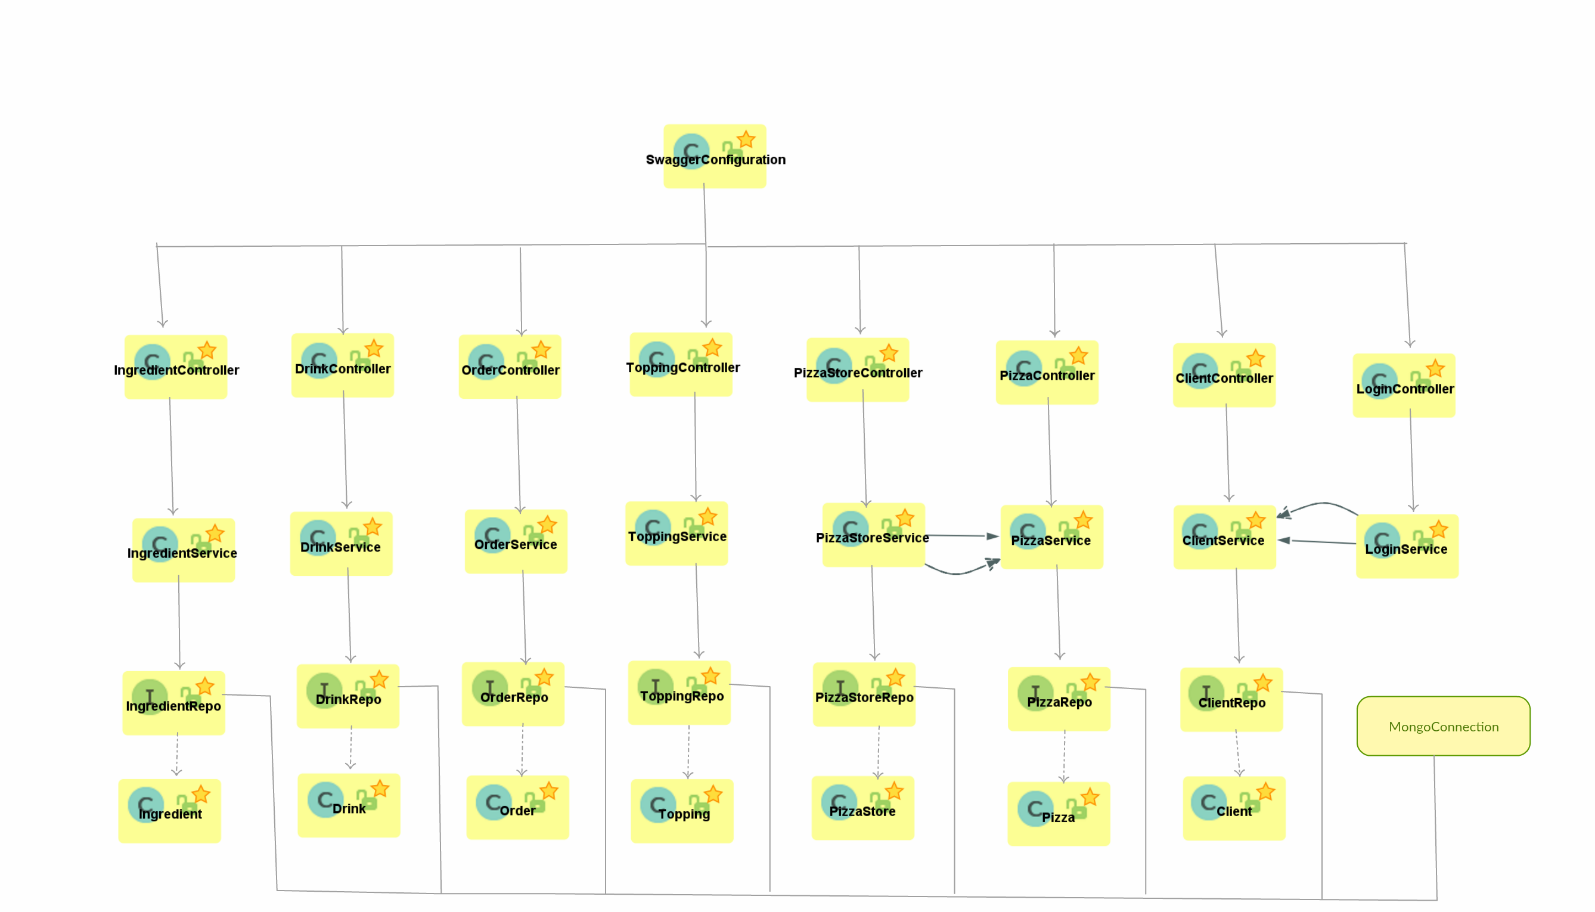 SwaggerConfiguration
IngredientController
DrinkController
OrderController
ToppingController
PizzaStoreController
PizzaController
ClientController
LoginController
IngredientService
DrinkService
OrderService
ToppingService
PizzaStoreService
PizzaService
ClientService
LoginService
IngredientRepo
DrinkRepo
OrderRepo
ToppingRepo
PizzaStoreRepo
PizzaRepo
ClientRepo
MongoConnection
Ingredient
Drink
Order
Topping
PizzaStore
Pizza
Client